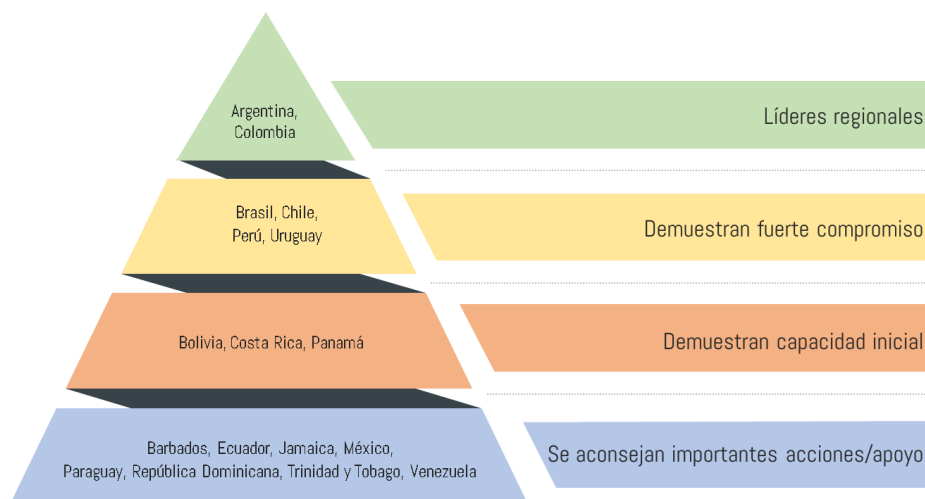 Argentina,
Colombia
Líderes regionales
Brasil, Chile,
Perú, Uruguay
Demuestran fuerte compromiso
Bolivia, Costa Rica, Panamá
Demuestran capacidad inicial
Barbados, Ecuador, Jamaica, México,
Paraguay, República Dominicana, Trinidad y Tobago, Venezuela
Se aconsejan importantes acciones/apoyo